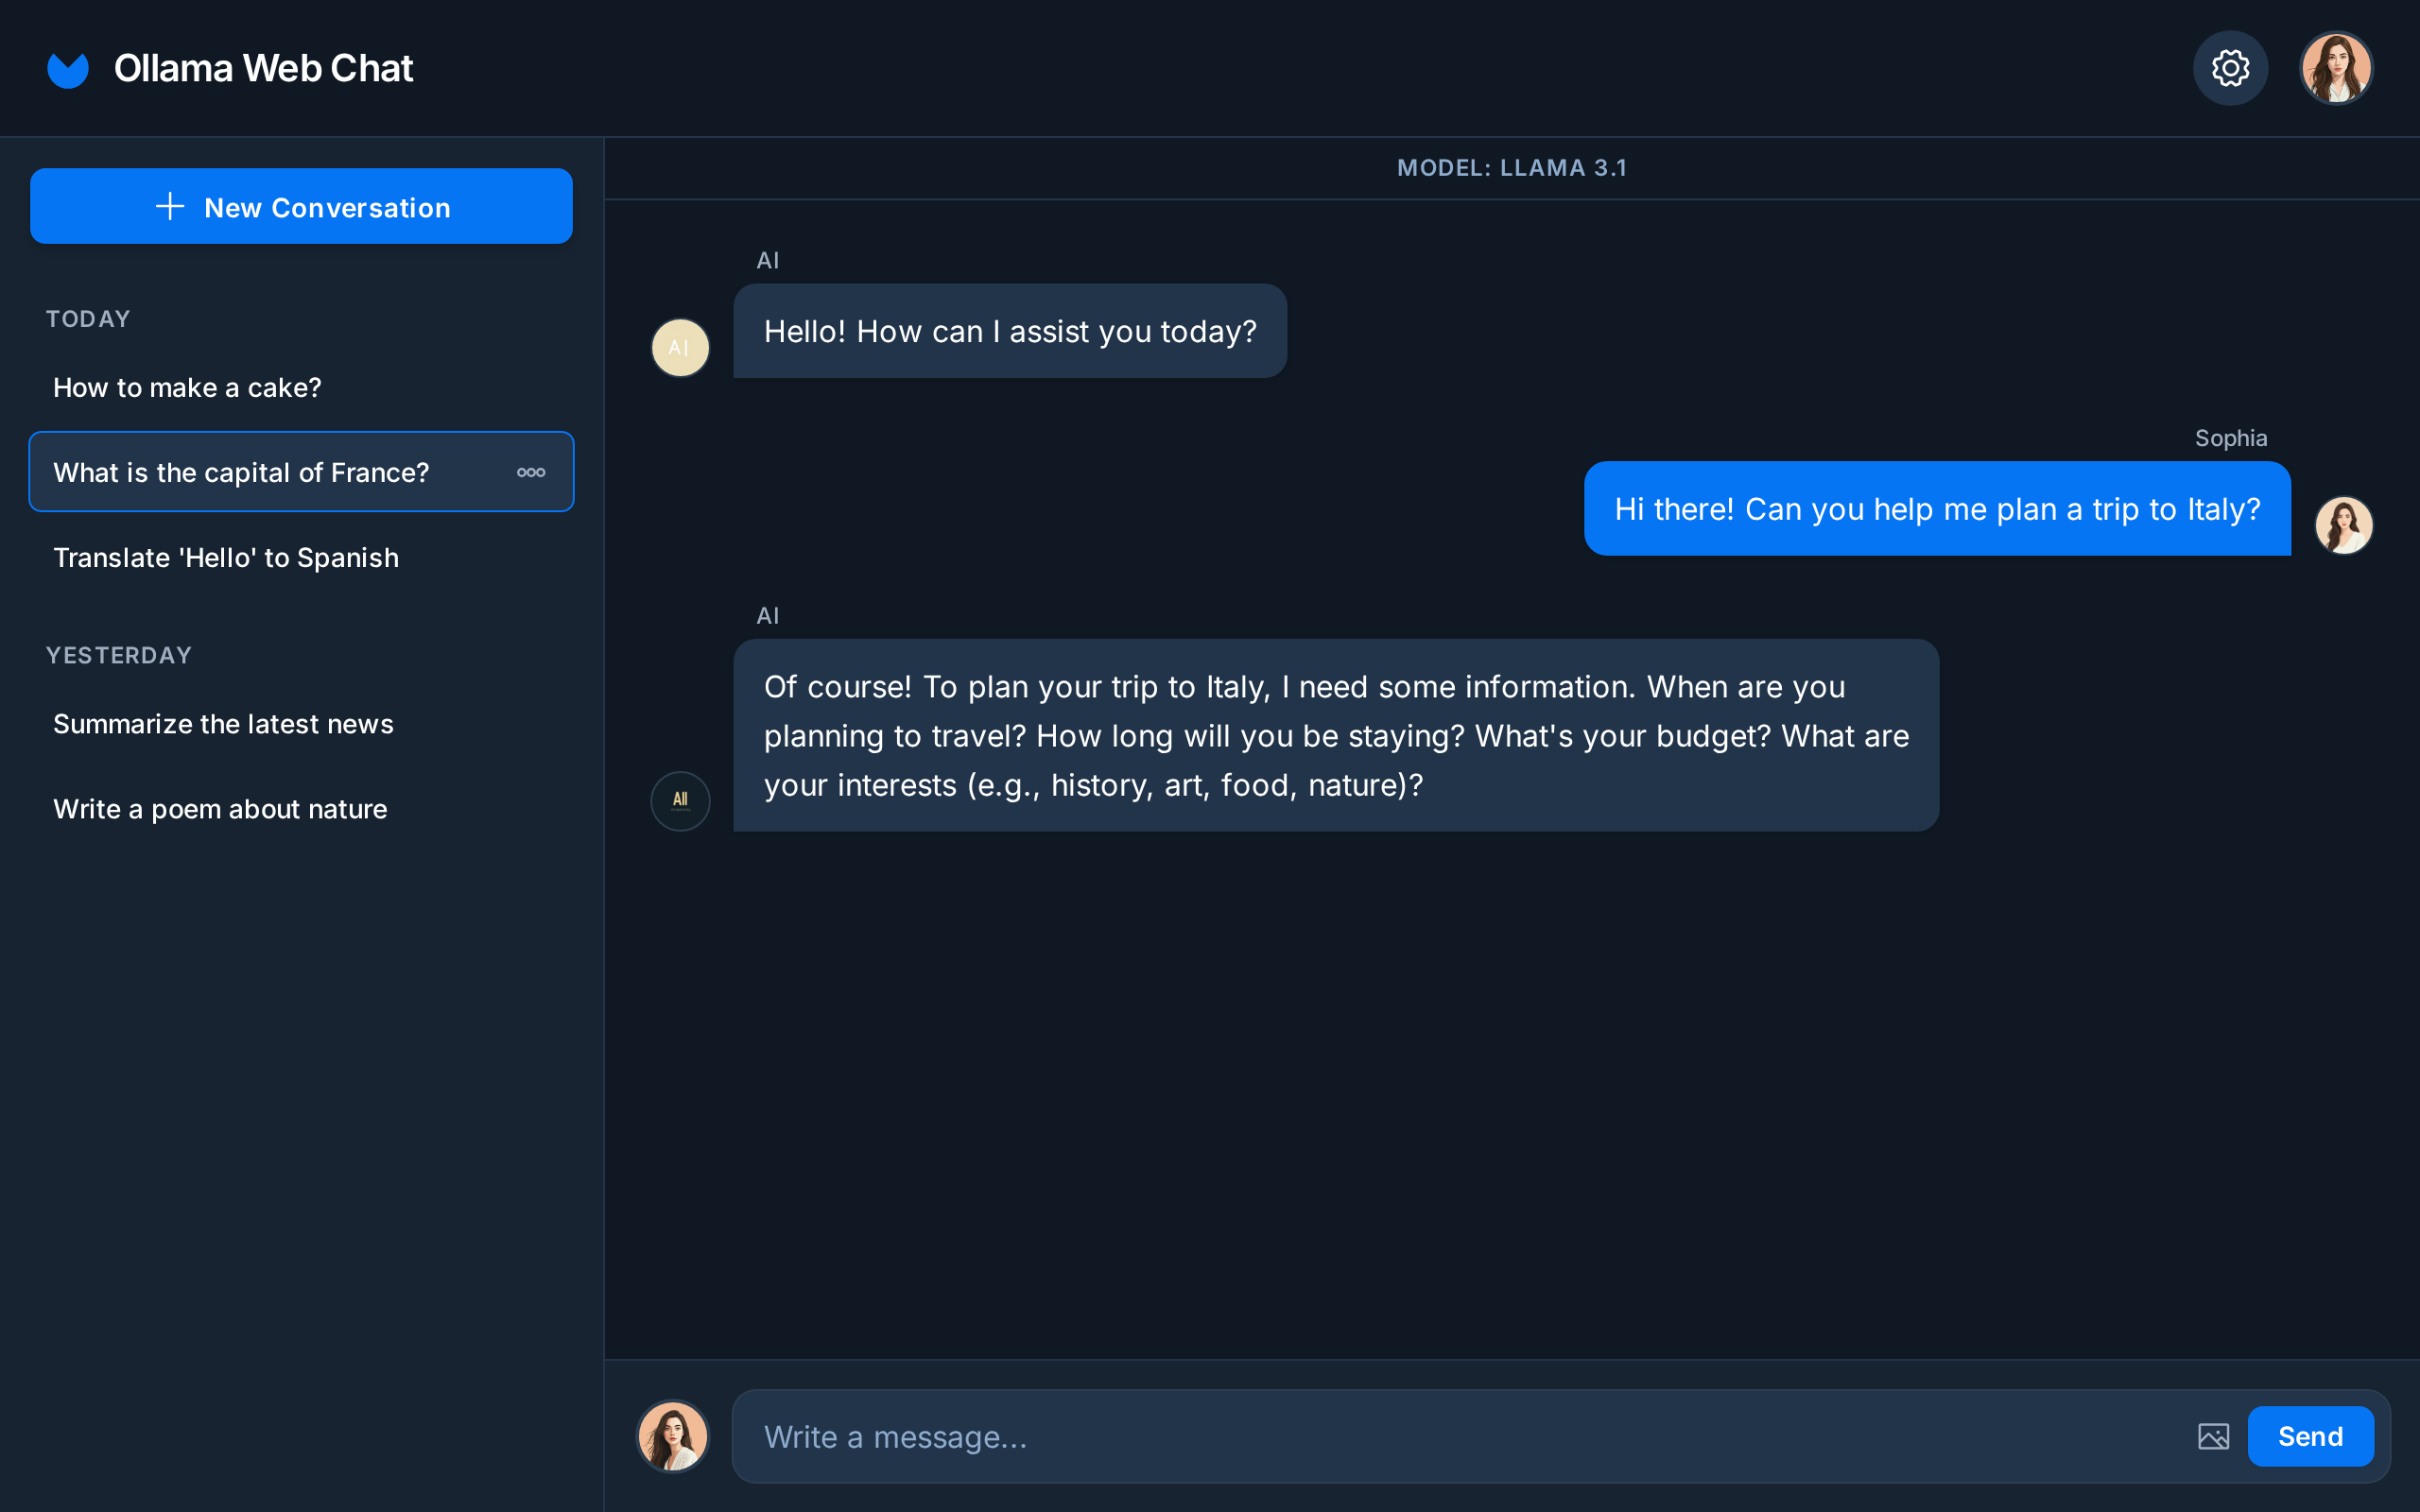 Ollama Web Chat
New Conversation
TODAY
How to make a cake?
What is the capital of France?
Translate 'Hello' to Spanish
YESTERDAY
Summarize the latest news
Write a poem about nature
MODEL: LLAMA 3.1
AI
AI
Hello! How can I assist you today?
Sophia
Hi there! Can you help me plan a trip to Italy?
AI
Of course! To plan your trip to Italy, I need some information. When are you
planning to travel? How long will you be staying? What's your budget? What are
your interests (e.g., history, art, food, nature)?
Write a message...
Send